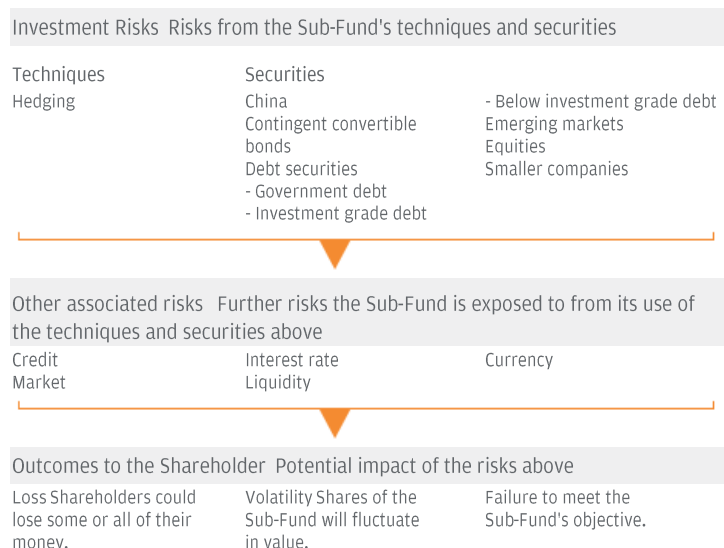 Investment Risks Risks from the Sub-Fund's techniques and securities
Techniques
Hedging
Securities
China
Contingent convertible
bonds
Debt securities
- Government debt
- Investment grade debt
- Below investment grade debt
Emerging markets
Equities
Smaller companies
Other associated risks Further risks the Sub-Fund is exposed to from its use of
the techniques and securities above
Credit
Market
Interest rate
Liquidity
Currency
Outcomes to the Shareholder Potential impact of the risks above
Loss Shareholders could
lose some or all of their
money.
Volatility Shares of the
Sub-Fund will fluctuate
in value.
Failure to meet the
Sub-Fund's objective.